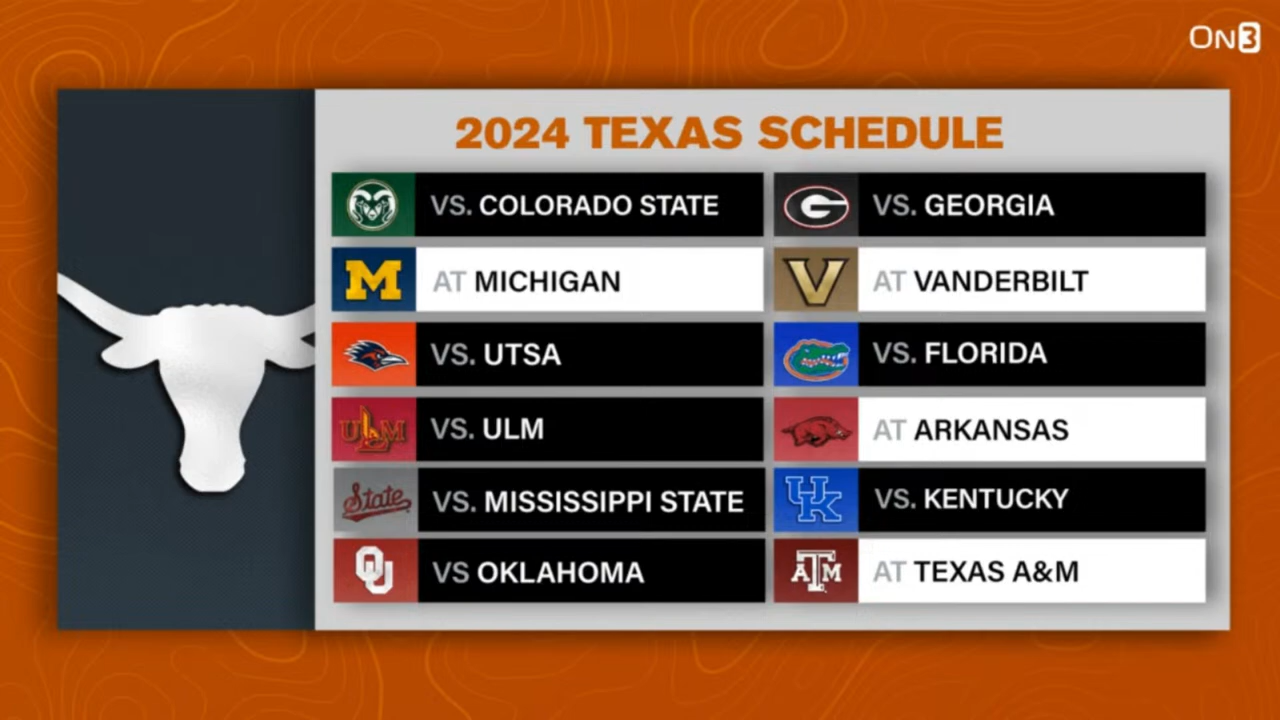 ON3
2024 TEXAS SCHEDULE
VS. COLORADO STATE
M AT MICHIGAN
VS. UTSA
ULM VS. ULM
State VS. MISSISSIPPI STATE
OU VS OKLAHOMA
G VS. GEORGIA
V AT VANDERBILT
VS. FLORIDA
AT ARKANSAS
UK VS. KENTUCKY
ATM AT TEXAS A&M